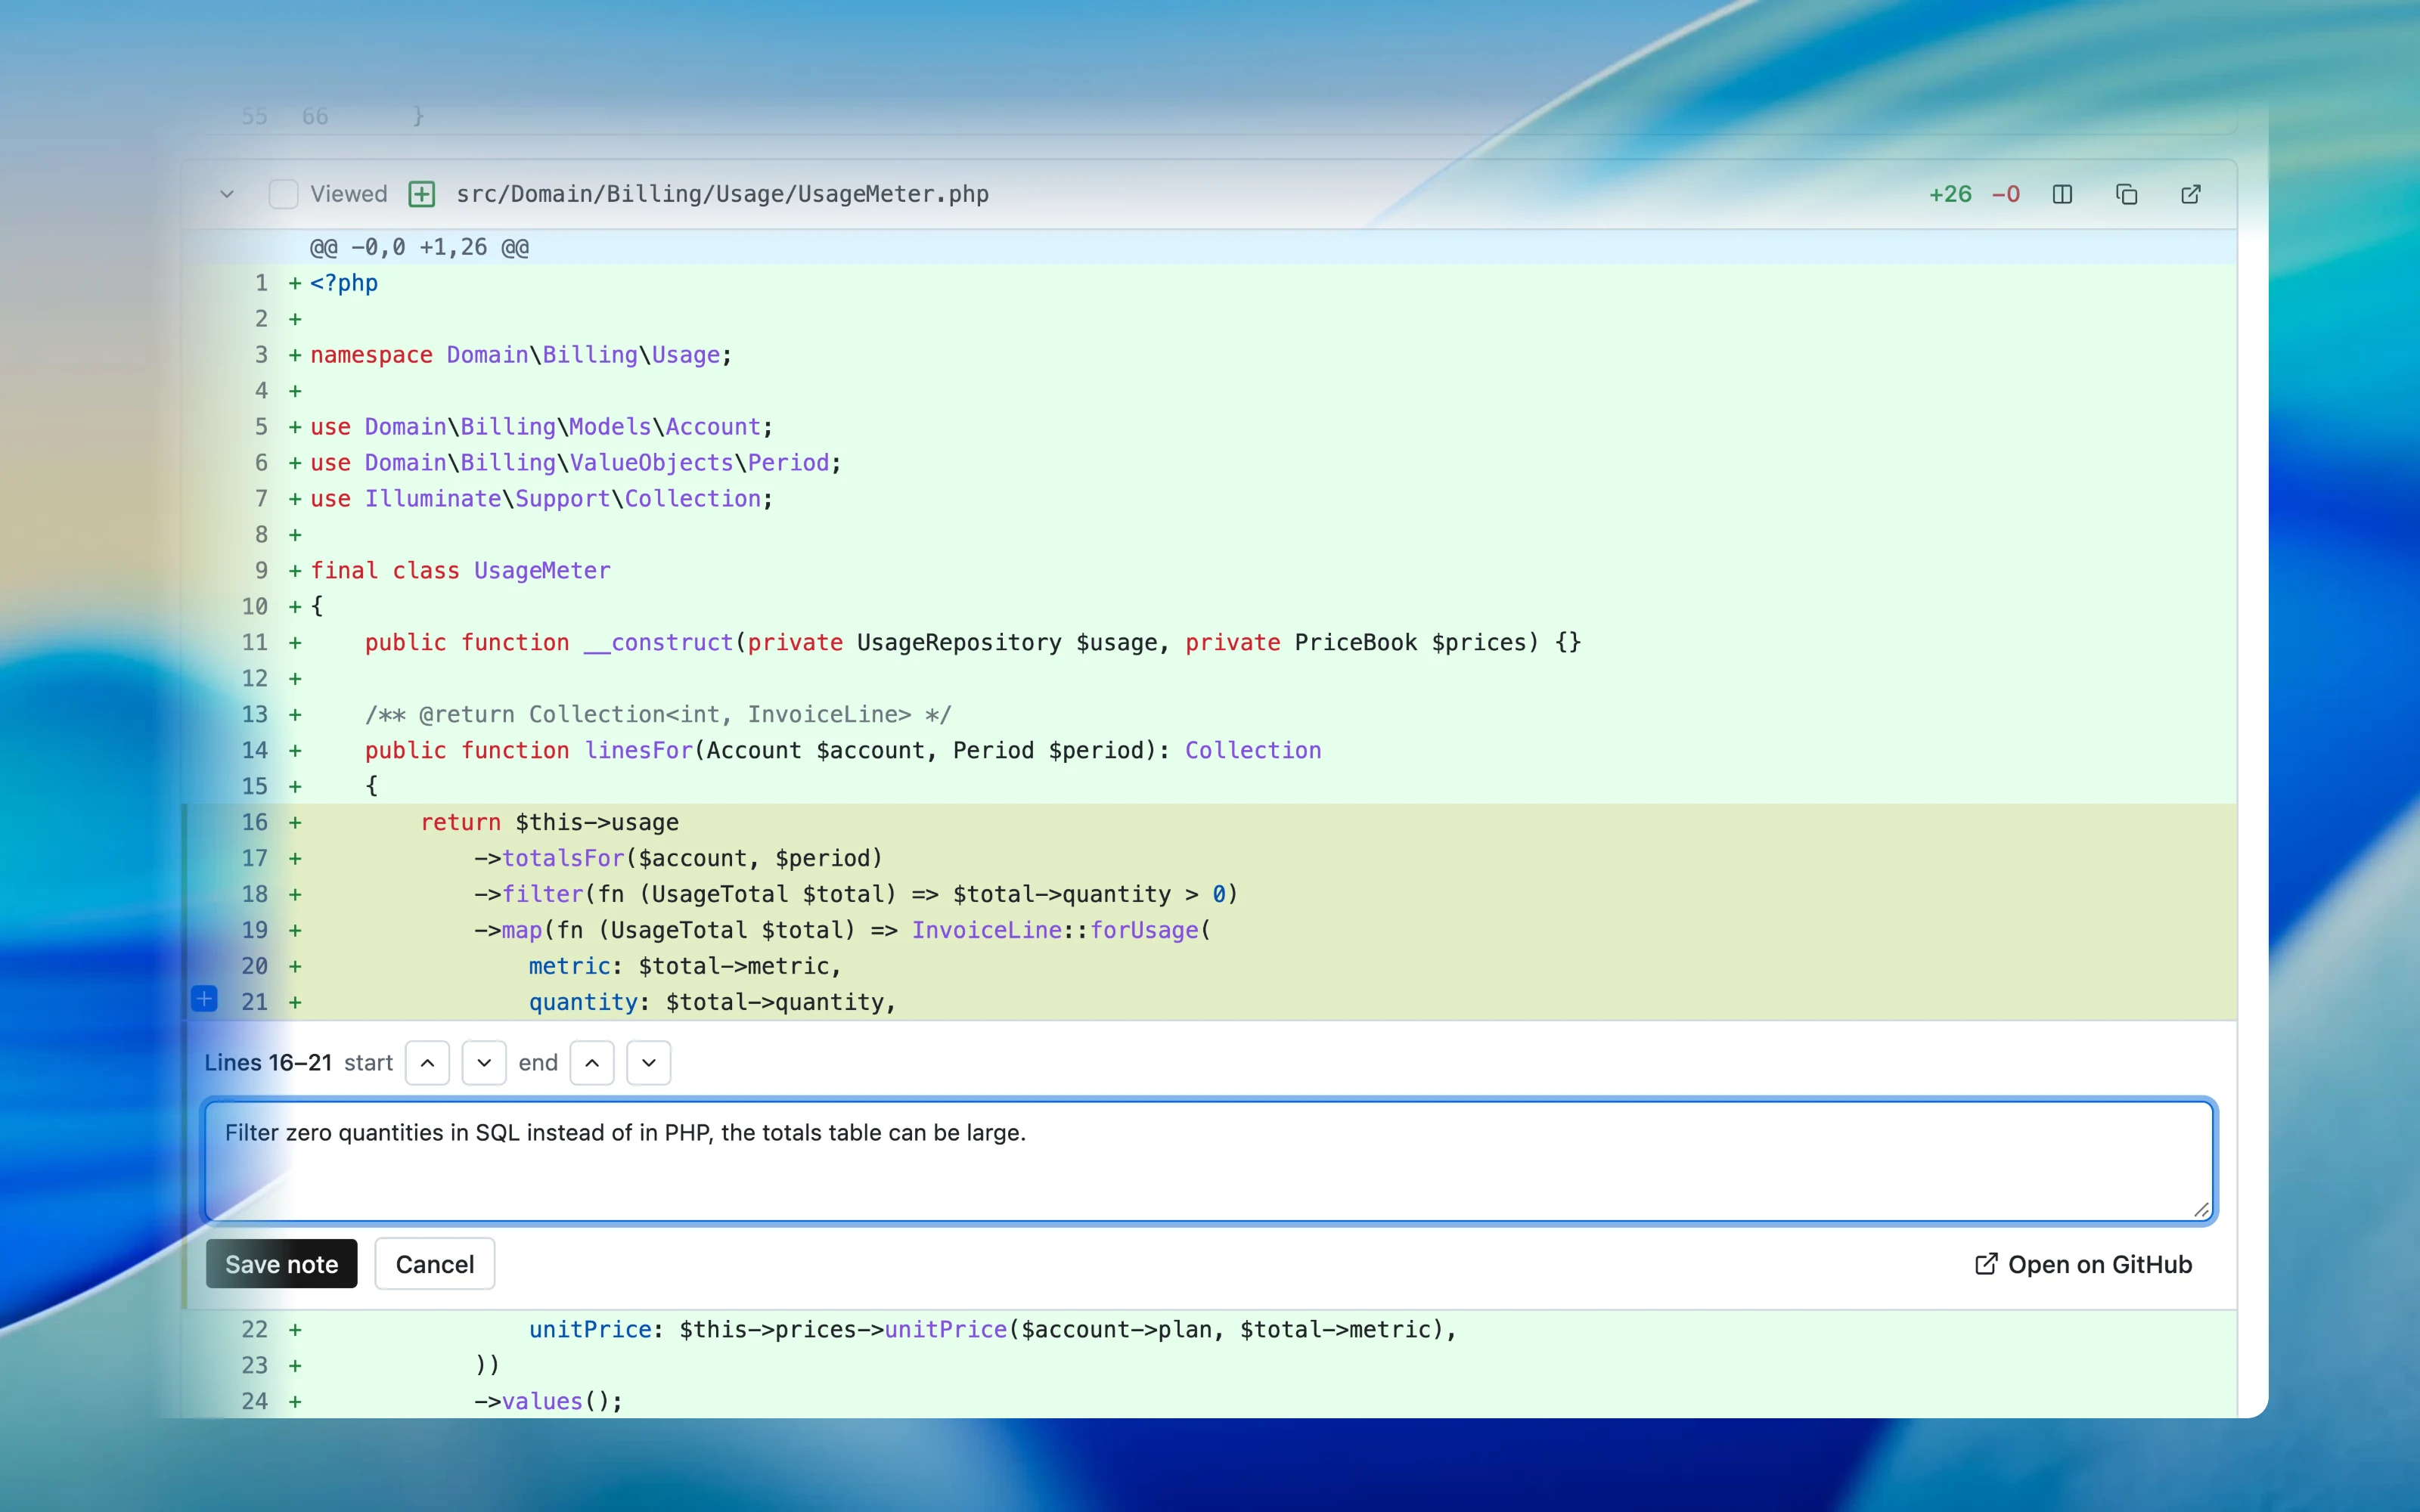 55 66 }
Viewed src/Domain/Billing/Usage/UsageMeter.php +26 −0
@@ −0,0 +1,26 @@
1 + <?php
2 +
3 + namespace Domain\Billing\Usage;
4 +
5 + use Domain\Billing\Models\Account;
6 + use Domain\Billing\ValueObjects\Period;
7 + use Illuminate\Support\Collection;
8 +
9 + final class UsageMeter
10 + {
11 +     public function __construct(private UsageRepository $usage, private PriceBook $prices) {}
12 +
13 +     /** @return Collection<int, InvoiceLine> */
14 +     public function linesFor(Account $account, Period $period): Collection
15 +     {
16 +         return $this->usage
17 +             ->totalsFor($account, $period)
18 +             ->filter(fn (UsageTotal $total) => $total->quantity > 0)
19 +             ->map(fn (UsageTotal $total) => InvoiceLine::forUsage(
20 +                 metric: $total->metric,
21 +                 quantity: $total->quantity,
Lines 16–21 start end
Filter zero quantities in SQL instead of in PHP, the totals table can be large.
Save note Cancel Open on GitHub
22 +                 unitPrice: $this->prices->unitPrice($account->plan, $total->metric),
23 +             ))
24 +             ->values();